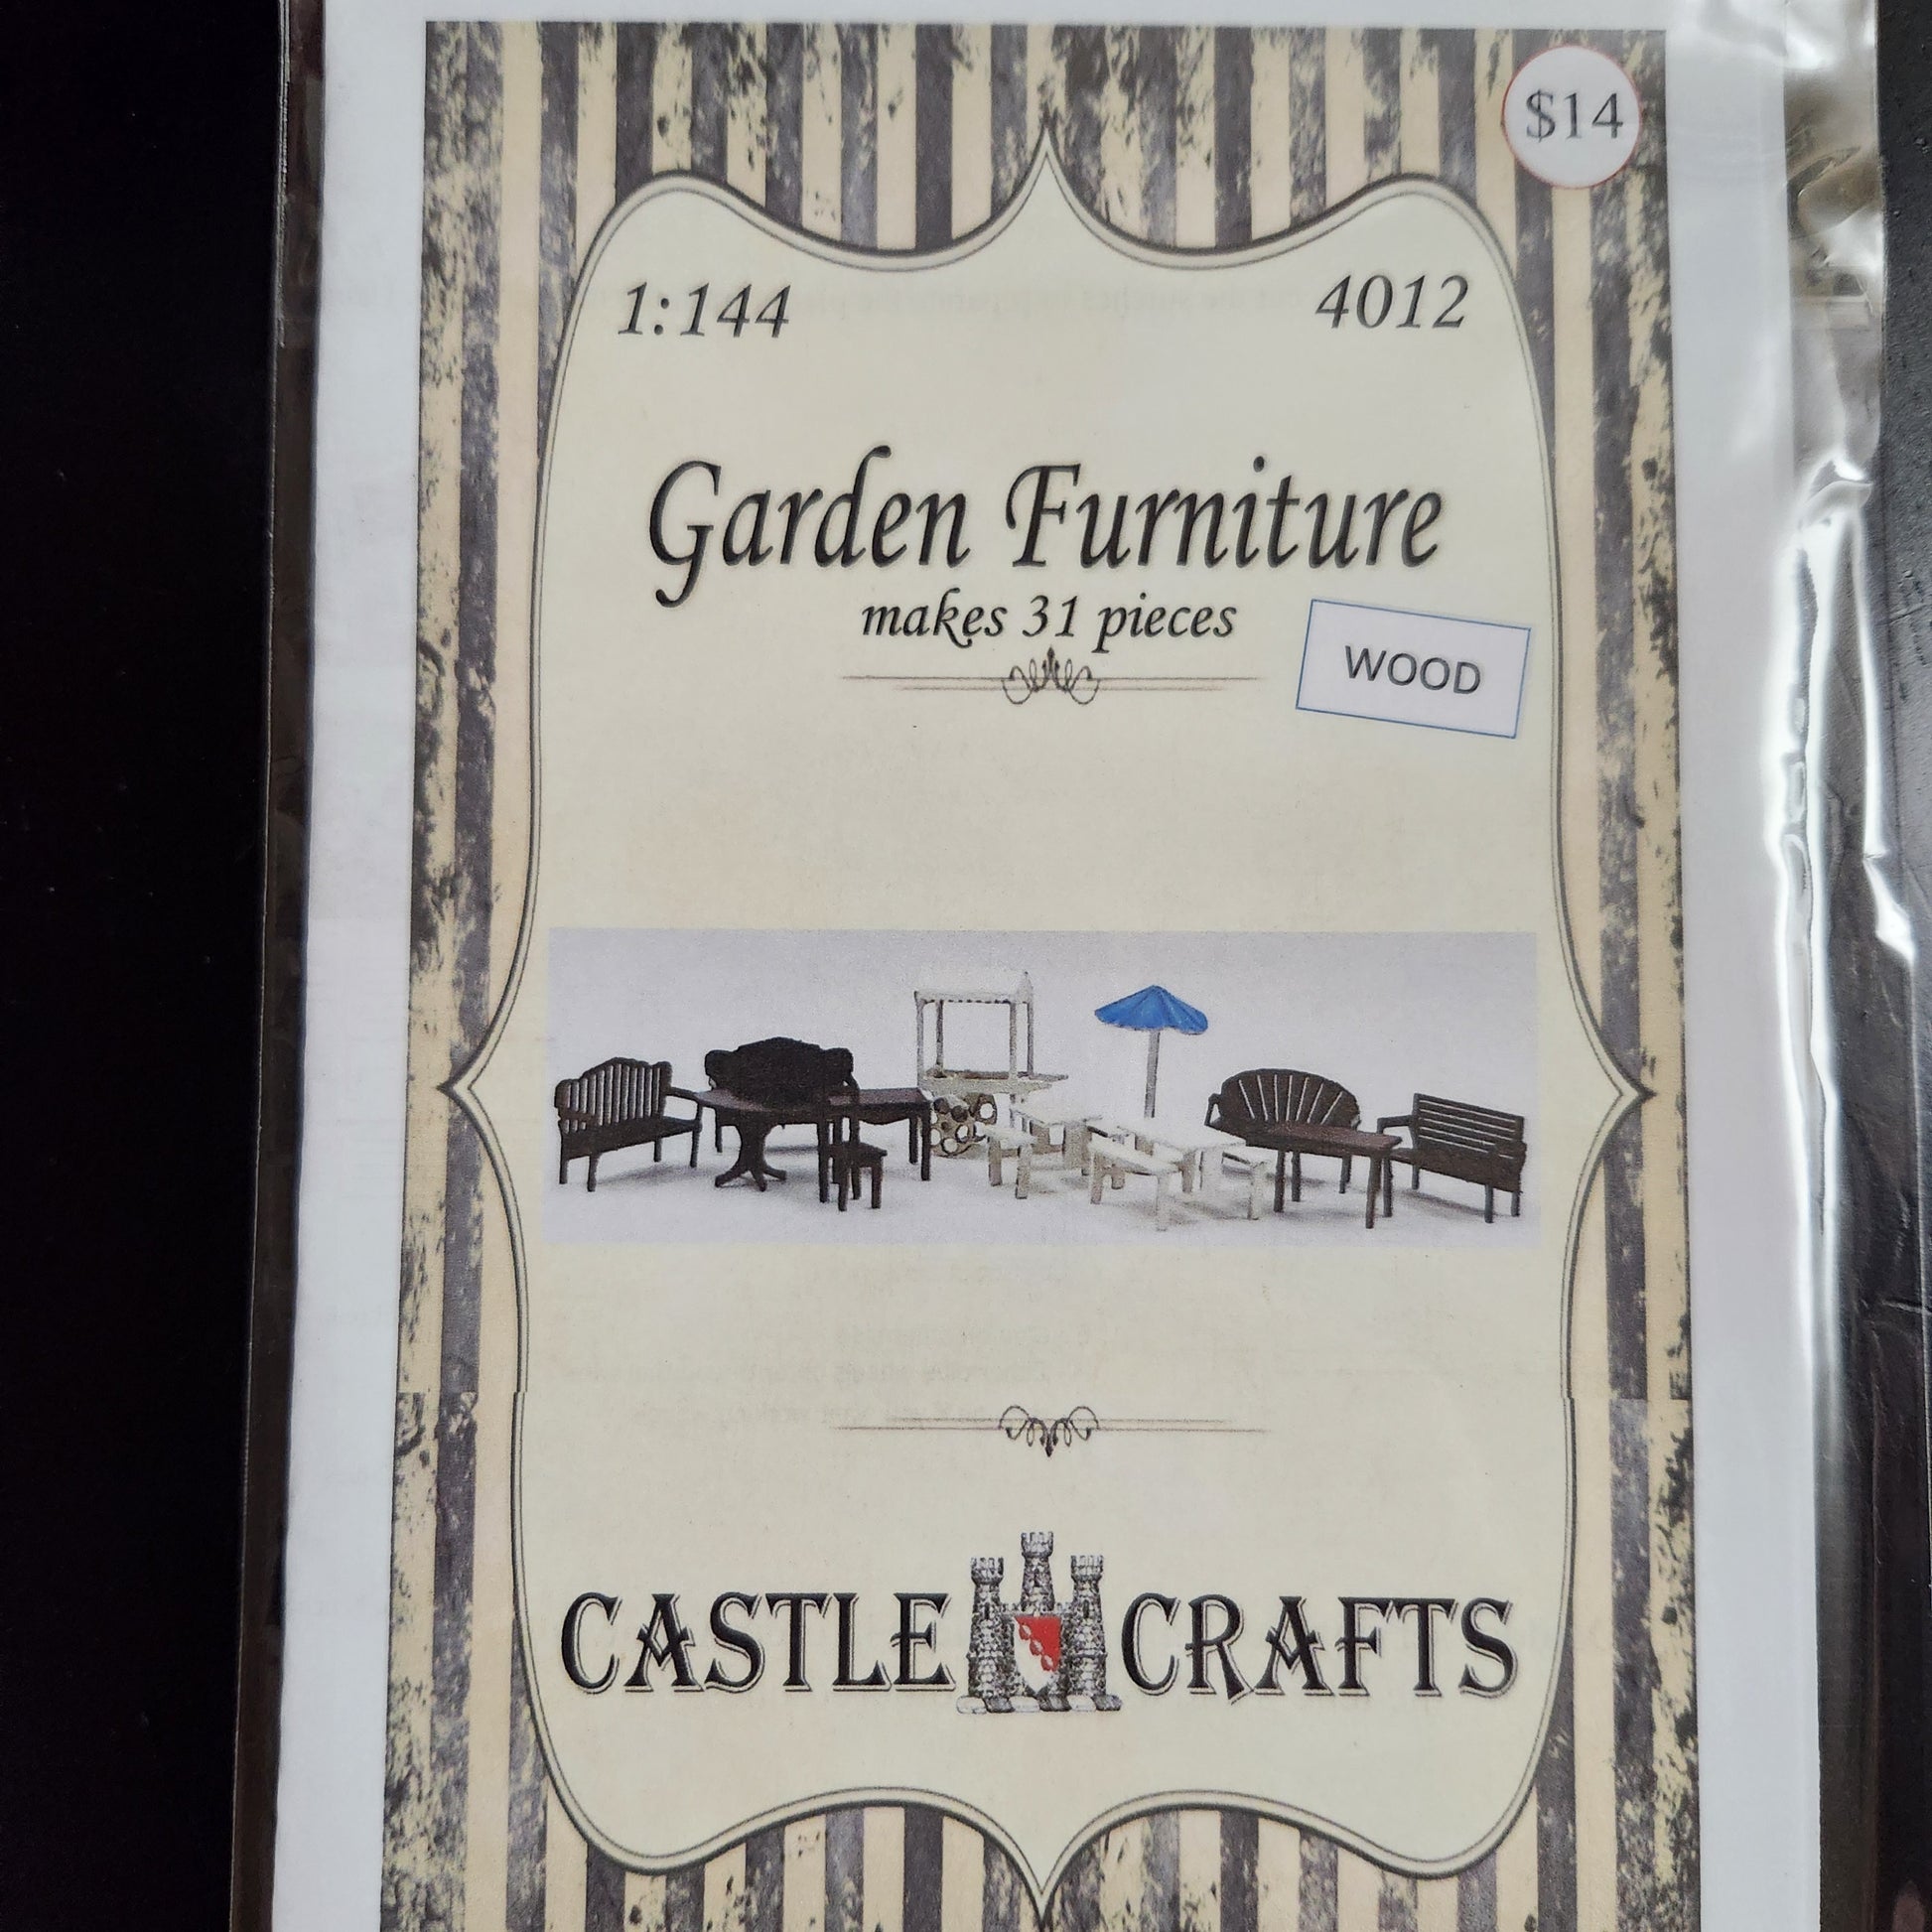 $14
1:144 4012
Garden Furniture
makes 31 pieces
WOOD
CASTLE CRAFTS